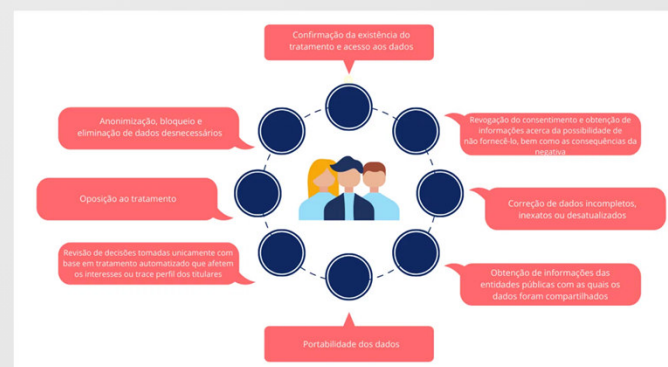 Confirmação da existência do
tratamento e acesso aos dados
Anonimização, bloqueio e
eliminação de dados desnecessários
Revogação do consentimento e obtenção de
informações acerca da possibilidade de
não fornecê-lo, bem como as consequências da
negativa
Oposição ao tratamento
Correção de dados incompletos,
inexatos ou desatualizados
Revisão de decisões tomadas unicamente com
base em tratamento automatizado que afetem
os interesses ou trace perfil dos titulares
Obtenção de informações das
entidades públicas com as quais os
dados foram compartilhados
Portabilidade dos dados